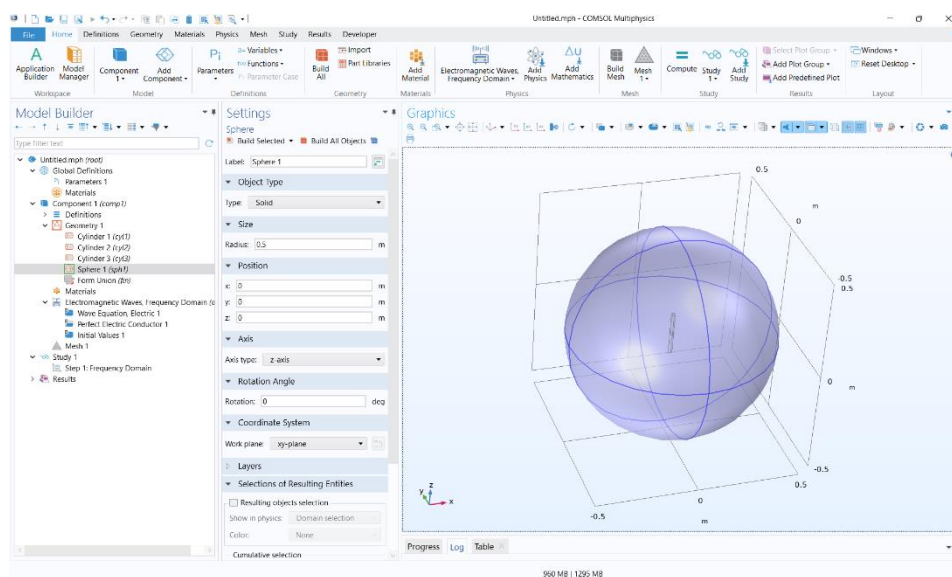 Untitled.mph - COMSOL Multiphysics
File Home Definitions Geometry Materials Physics Mesh Study Results Developer
Application Builder
Model Manager
Workspace
Component 1
Add Component
Model
Pi
Parameters
a= Variables
f(x) Functions
Pi Parameter Case
Definitions
Build All
Import
Part Libraries
Geometry
Add Material
Materials
Electromagnetic Waves, Frequency Domain
Add Physics
Add Mathematics
Physics
Build Mesh
Mesh 1
Mesh
Compute
Study 1
Add Study
Study
Select Plot Group
Add Plot Group
Add Predefined Plot
Results
Windows
Reset Desktop
Layout
Model Builder
Type filter text
Untitled.mph (root)
Global Definitions
Parameters 1
Materials
Component 1 (comp1)
Definitions
Geometry 1
Cylinder 1 (cyl1)
Cylinder 2 (cyl2)
Cylinder 3 (cyl3)
Sphere 1 (sph1)
Form Union (fin)
Materials
Electromagnetic Waves, Frequency Domain (e
Wave Equation, Electric 1
Perfect Electric Conductor 1
Initial Values 1
Mesh 1
Study 1
Step 1: Frequency Domain
Results
Settings
Sphere
Build Selected Build All Objects
Label: Sphere 1
Object Type
Type: Solid
Size
Radius: 0.5 m
Position
x: 0 m
y: 0 m
z: 0 m
Axis
Axis type: z-axis
Rotation Angle
Rotation: 0 deg
Coordinate System
Work plane: xy-plane
Layers
Selections of Resulting Entities
Resulting objects selection
Show in physics: Domain selection
Color: None
Cumulative selection
Graphics
0.5
0
m
-0.5
0.5
0
m
-0.5
0.5
0
-0.5
m
y z x
Progress Log Table
960 MB | 1295 MB